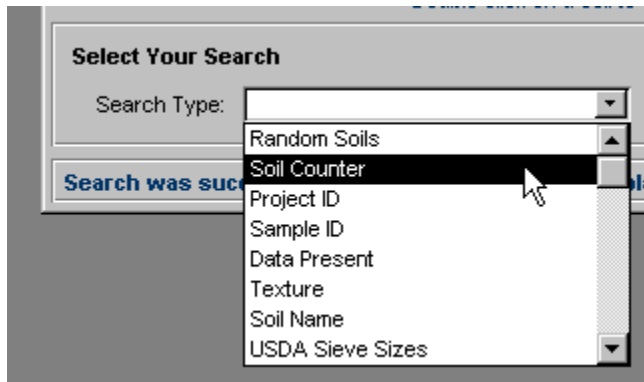 Select Your Search
Search Type:
Random Soils
Soil Counter
Search was suc
Project ID
Sample ID
Data Present
Texture
Soil Name
USDA Sieve Sizes